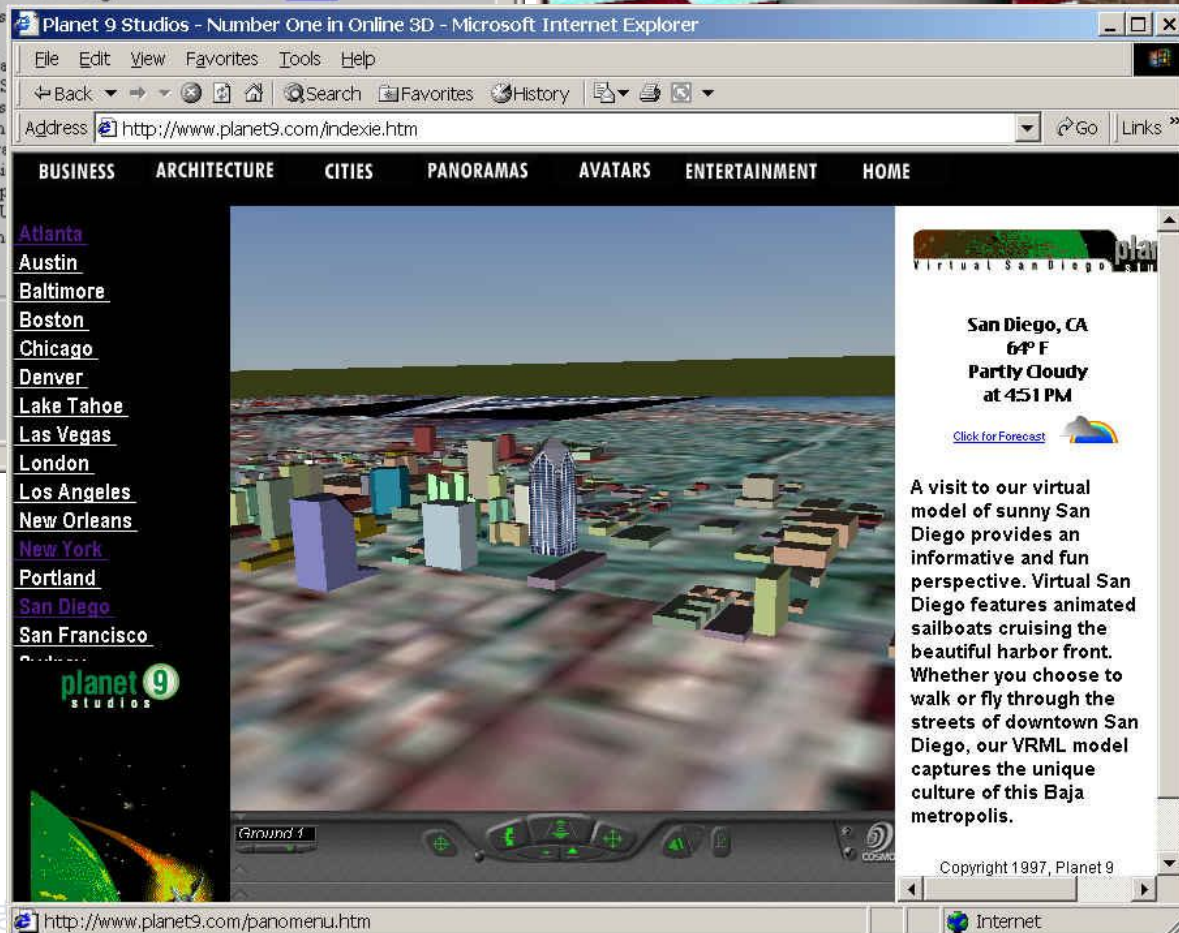 Planet 9 Studios - Number One in Online 3D - Microsoft Internet Explorer
File Edit View Favorites Tools Help
Back Search Favorites History
Address http://www.planet9.com/indexie.htm Go Links »
BUSINESS ARCHITECTURE CITIES PANORAMAS AVATARS ENTERTAINMENT HOME
Atlanta
Austin
Baltimore
Boston
Chicago
Denver
Lake Tahoe
Las Vegas
London
Los Angeles
New Orleans
New York
Portland
San Diego
San Francisco
planet 9
studios
Ground 1
COSMO
Virtual San Diego
San Diego, CA
64º F
Partly Cloudy
at 4:51 PM
Click for Forecast
A visit to our virtual
model of sunny San
Diego provides an
informative and fun
perspective. Virtual San
Diego features animated
sailboats cruising the
beautiful harbor front.
Whether you choose to
walk or fly through the
streets of downtown San
Diego, our VRML model
captures the unique
culture of this Baja
metropolis.
Copyright 1997, Planet 9
http://www.planet9.com/panomenu.htm Internet